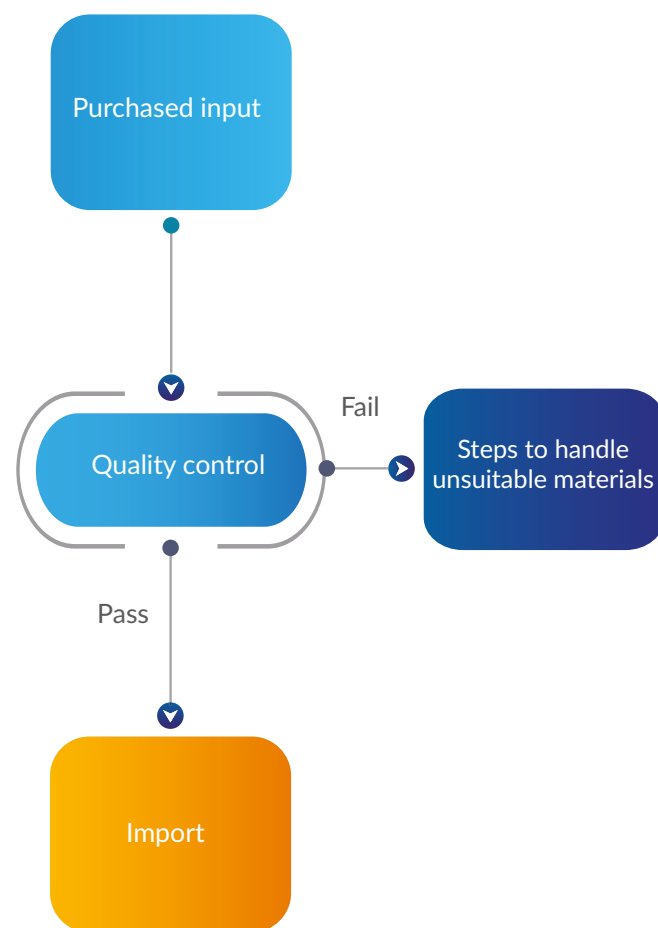 Purchased input
Quality control
Fail
Steps to handle
unsuitable materials
Pass
Import